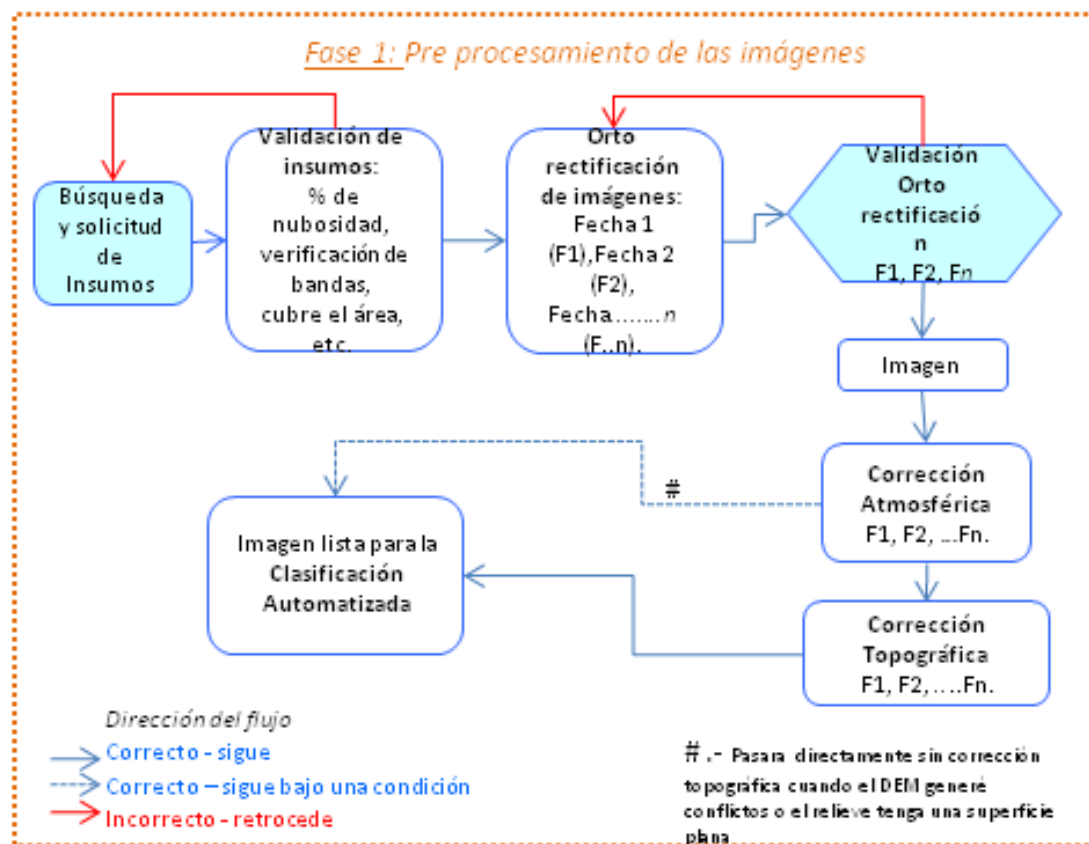 Fase 1: Pre procesamiento de las imágenes
Búsqueda
y solicitud
de
Insumos
Validación de
insumos:
% de
nubosidad,
verificación de
bandas,
cubre el área,
etc.
Orto
rectificación
de imágenes:
Fecha 1
(F1),Fecha 2
(F2),
Fecha........n
(F..n).
Validación
Orto
rectificació
n
F1, F2, Fn
Imagen
Corrección
Atmosférica
F1, F2, ....Fn.
#
Imagen lista para la
Clasificación
Automatizada
Corrección
Topográfica
F1, F2, .....Fn.
Dirección del flujo
Correcto - sigue
Correcto – sigue bajo una condición
Incorrecto - retrocede
# .- Pasara directamente sin corrección
topográfica cuando el DEM generé
conflictos o el relieve tenga una superficie
plana